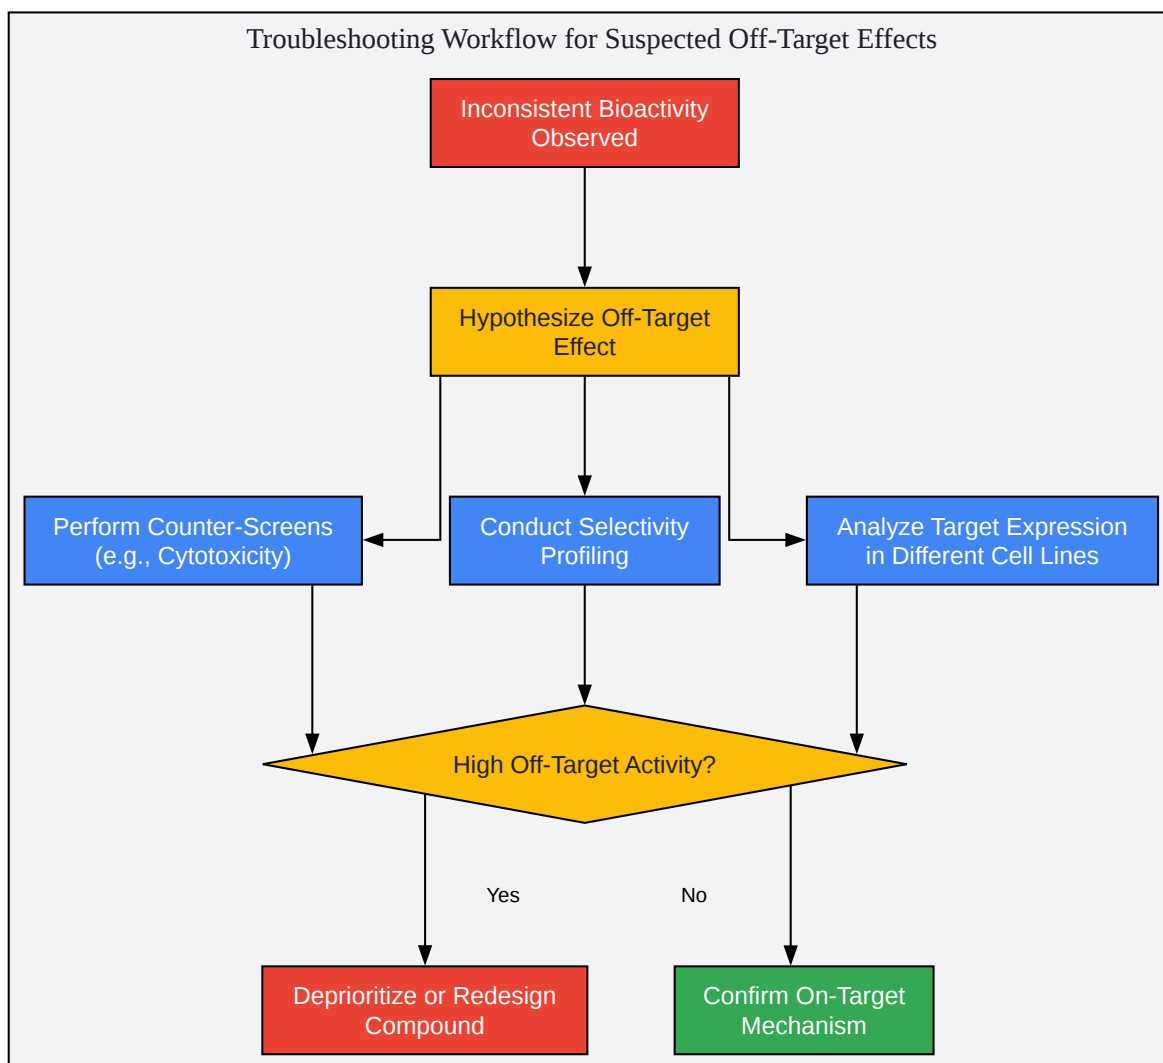 Troubleshooting Workflow for Suspected Off-Target Effects
Inconsistent Bioactivity
Observed
Hypothesize Off-Target
Effect
Perform Counter-Screens
(e.g., Cytotoxicity)
Conduct Selectivity
Profiling
Analyze Target Expression
in Different Cell Lines
High Off-Target Activity?
Yes
No
Deprioritize or Redesign
Compound
Confirm On-Target
Mechanism